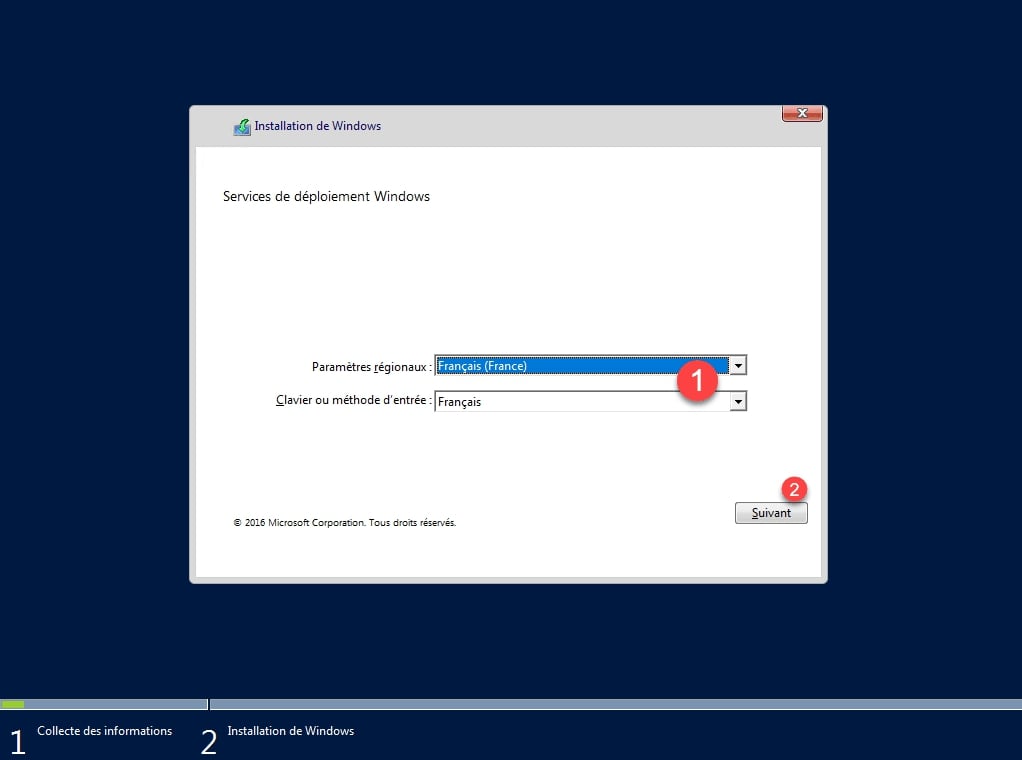 Installation de Windows
Services de déploiement Windows
Paramètres régionaux : Français (France)
1
Clavier ou méthode d'entrée : Français
2
Suivant
© 2016 Microsoft Corporation. Tous droits réservés.
1 Collecte des informations 2 Installation de Windows